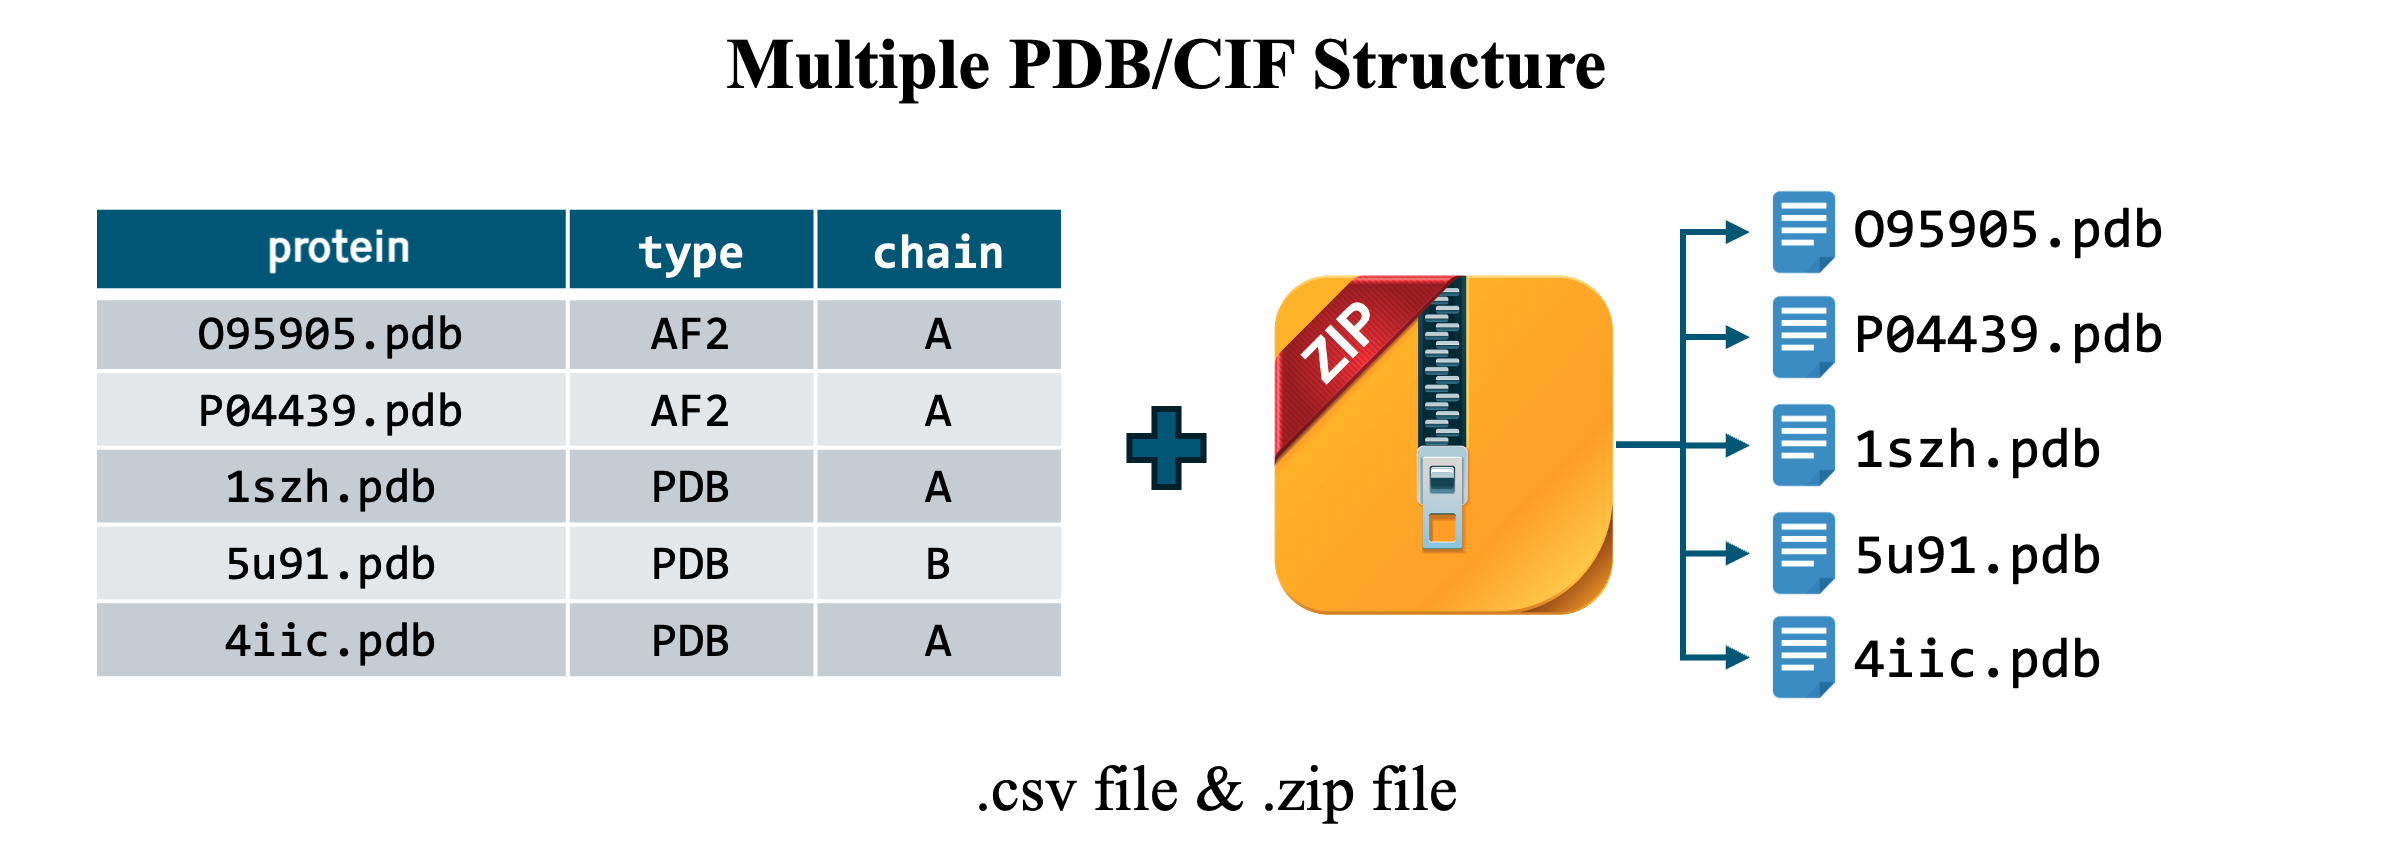 Multiple PDB/CIF Structure
protein type chain
O95905.pdb AF2 A
P04439.pdb AF2 A
1szh.pdb PDB A
5u91.pdb PDB B
4iic.pdb PDB A
ZIP
O95905.pdb
P04439.pdb
1szh.pdb
5u91.pdb
4iic.pdb
.csv file & .zip file